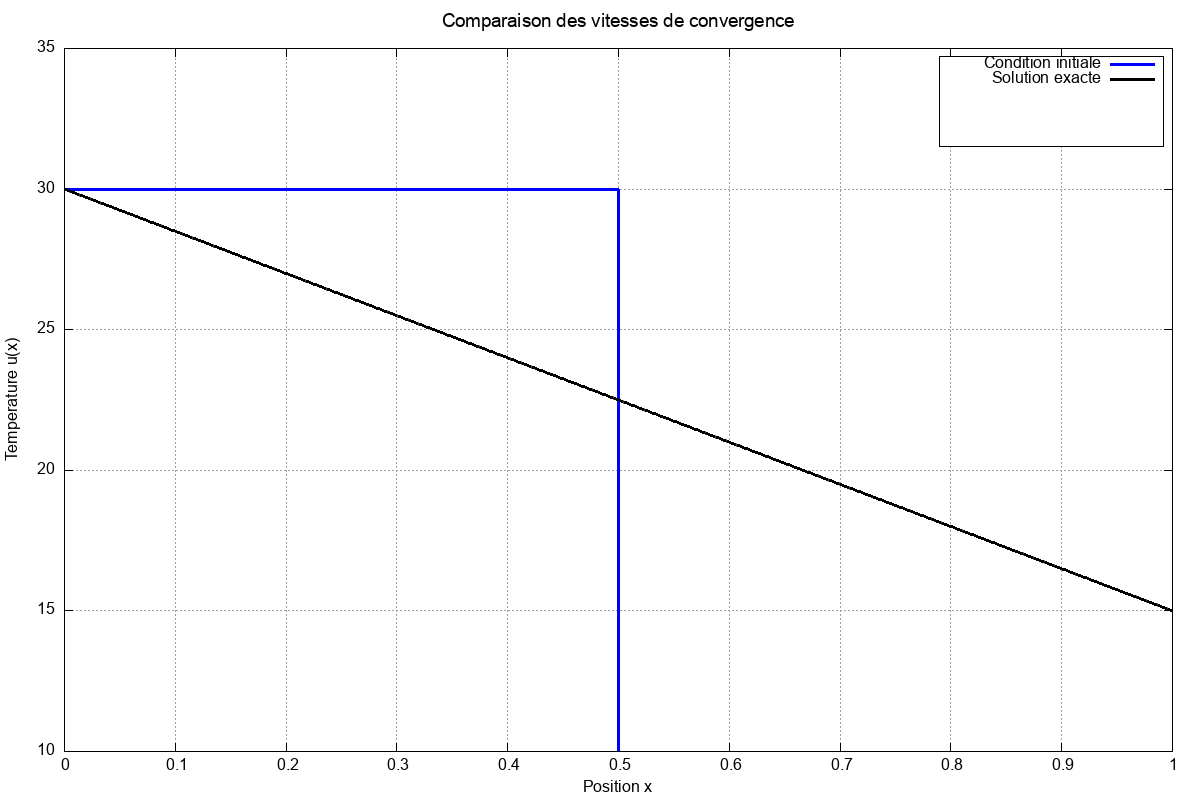 Comparaison des vitesses de convergence
35
Condition initiale
Solution exacte
30
25
Temperature u(x)
20
15
10
0 0.1 0.2 0.3 0.4 0.5 0.6 0.7 0.8 0.9 1
Position x